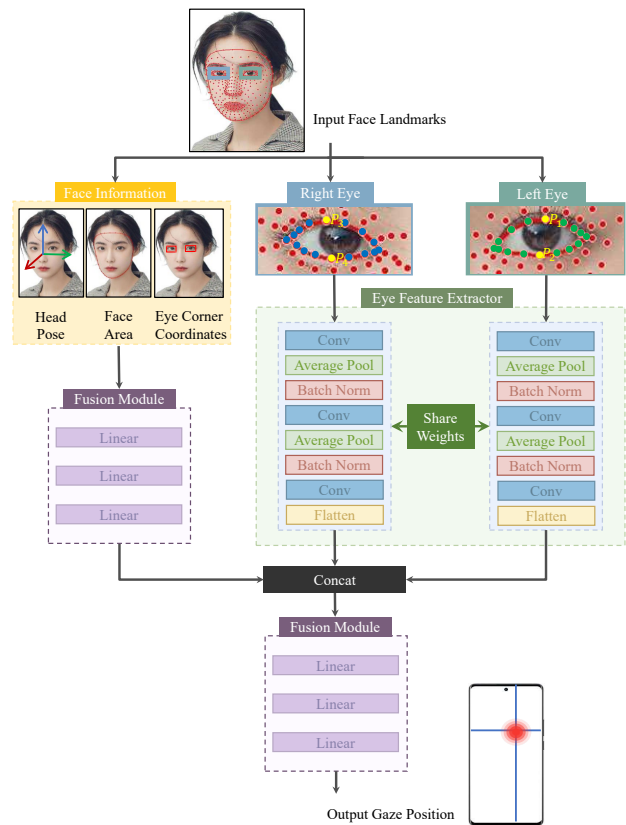 Input Face Landmarks
Face Information
Right Eye
Left Eye
P₁
P₂
Head
Pose
Face
Area
Eye Corner
Coordinates
Eye Feature Extractor
Fusion Module
Linear
Linear
Linear
Conv
Average Pool
Batch Norm
Conv
Average Pool
Batch Norm
Conv
Flatten
Share
Weights
Conv
Average Pool
Batch Norm
Conv
Average Pool
Batch Norm
Conv
Flatten
Concat
Fusion Module
Linear
Linear
Linear
Output Gaze Position